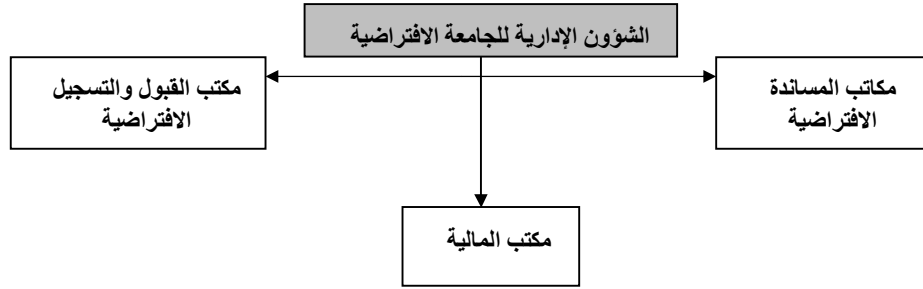 الشؤون الإدارية للجامعة الافتراضية
مكاتب المساندة
الافتراضية
مكتب القبول والتسجيل
الافتراضية
مكتب المالية